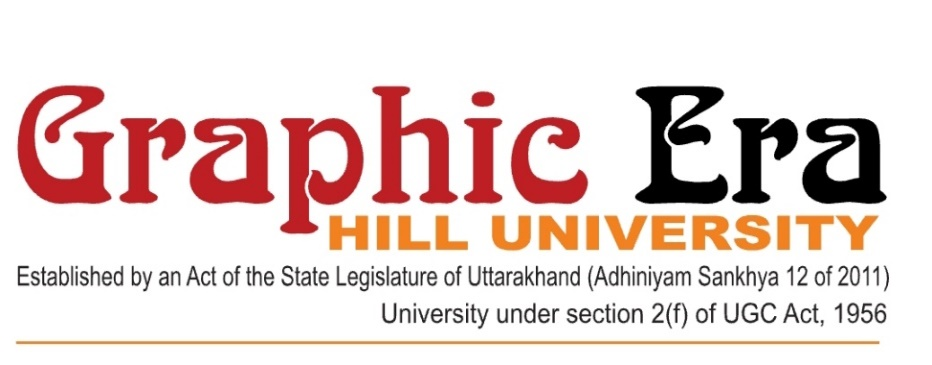 Graphic Era
HILL UNIVERSITY
Established by an Act of the State Legislature of Uttarakhand (Adhiniyam Sankhya 12 of 2011)
University under section 2(f) of UGC Act, 1956